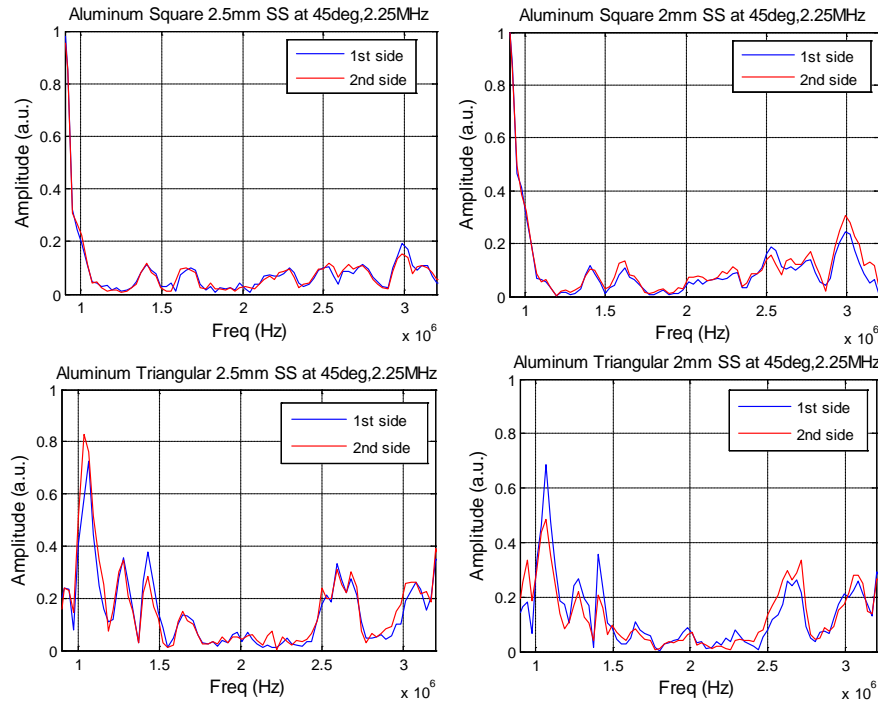 Aluminum Square 2.5mm SS at 45deg,2.25MHz
1
0.8
0.6
0.4
0.2
0
Amplitude (a.u.)
1st side
2nd side
1 1.5 2 2.5 3
Freq (Hz)
x 10^6
Aluminum Square 2mm SS at 45deg,2.25MHz
1
0.8
0.6
0.4
0.2
0
Amplitude (a.u.)
1st side
2nd side
1 1.5 2 2.5 3
Freq (Hz)
x 10^6
Aluminum Triangular 2.5mm SS at 45deg,2.25MHz
1
0.8
0.6
0.4
0.2
0
Amplitude (a.u.)
1st side
2nd side
1 1.5 2 2.5 3
Freq (Hz)
x 10^6
Aluminum Triangular 2mm SS at 45deg,2.25MHz
1
0.8
0.6
0.4
0.2
0
Amplitude (a.u.)
1st side
2nd side
1 1.5 2 2.5 3
Freq (Hz)
x 10^6